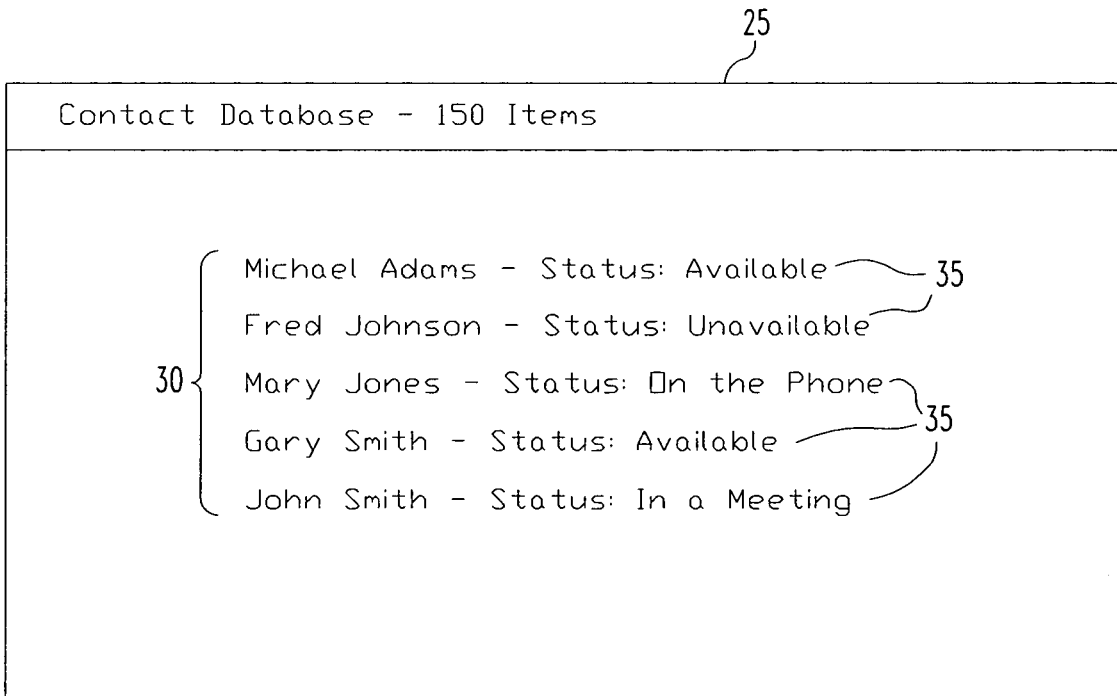 25
Contact Database - 150 Items
Michael Adams - Status: Available
35
Fred Johnson - Status: Unavailable
30
Mary Jones - Status: On the Phone
35
Gary Smith - Status: Available
John Smith - Status: In a Meeting